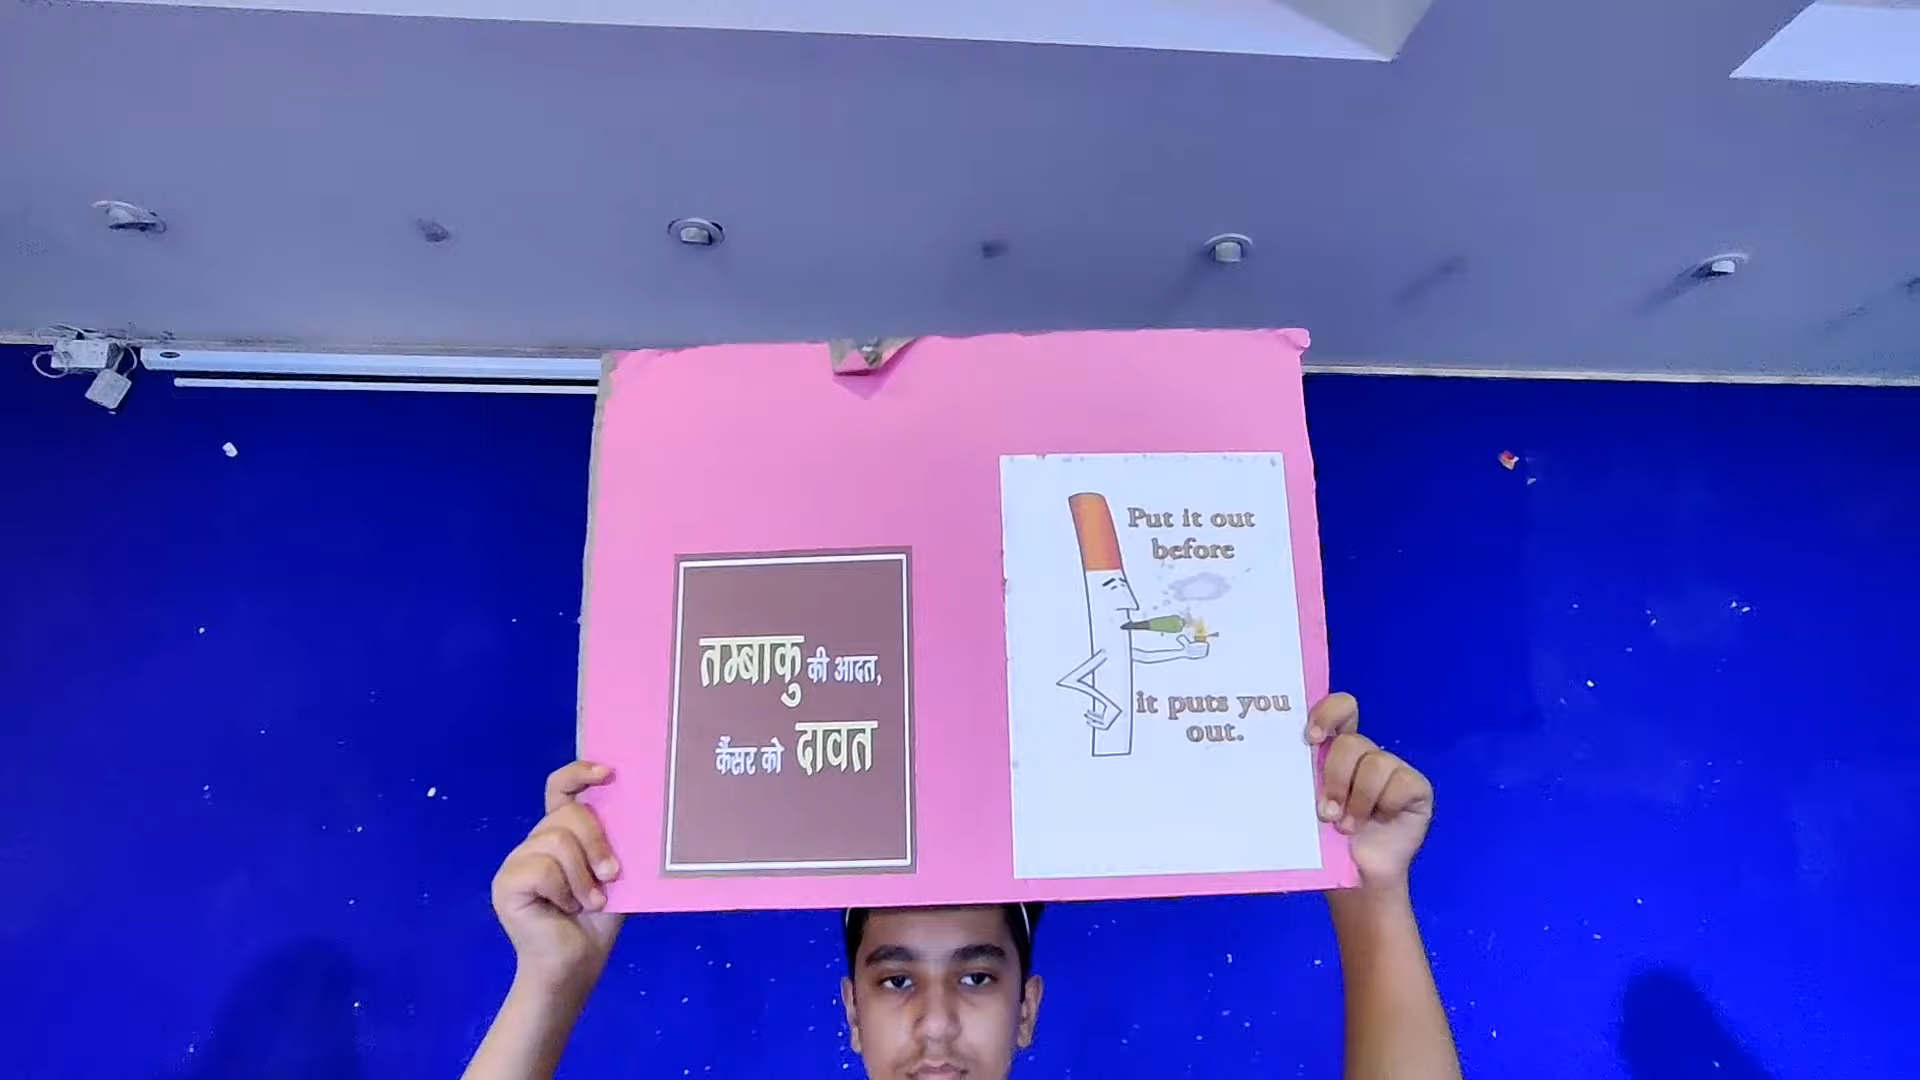 तम्बाकु की आदत,
कैंसर को दावत
Put it out
before
it puts you
out.